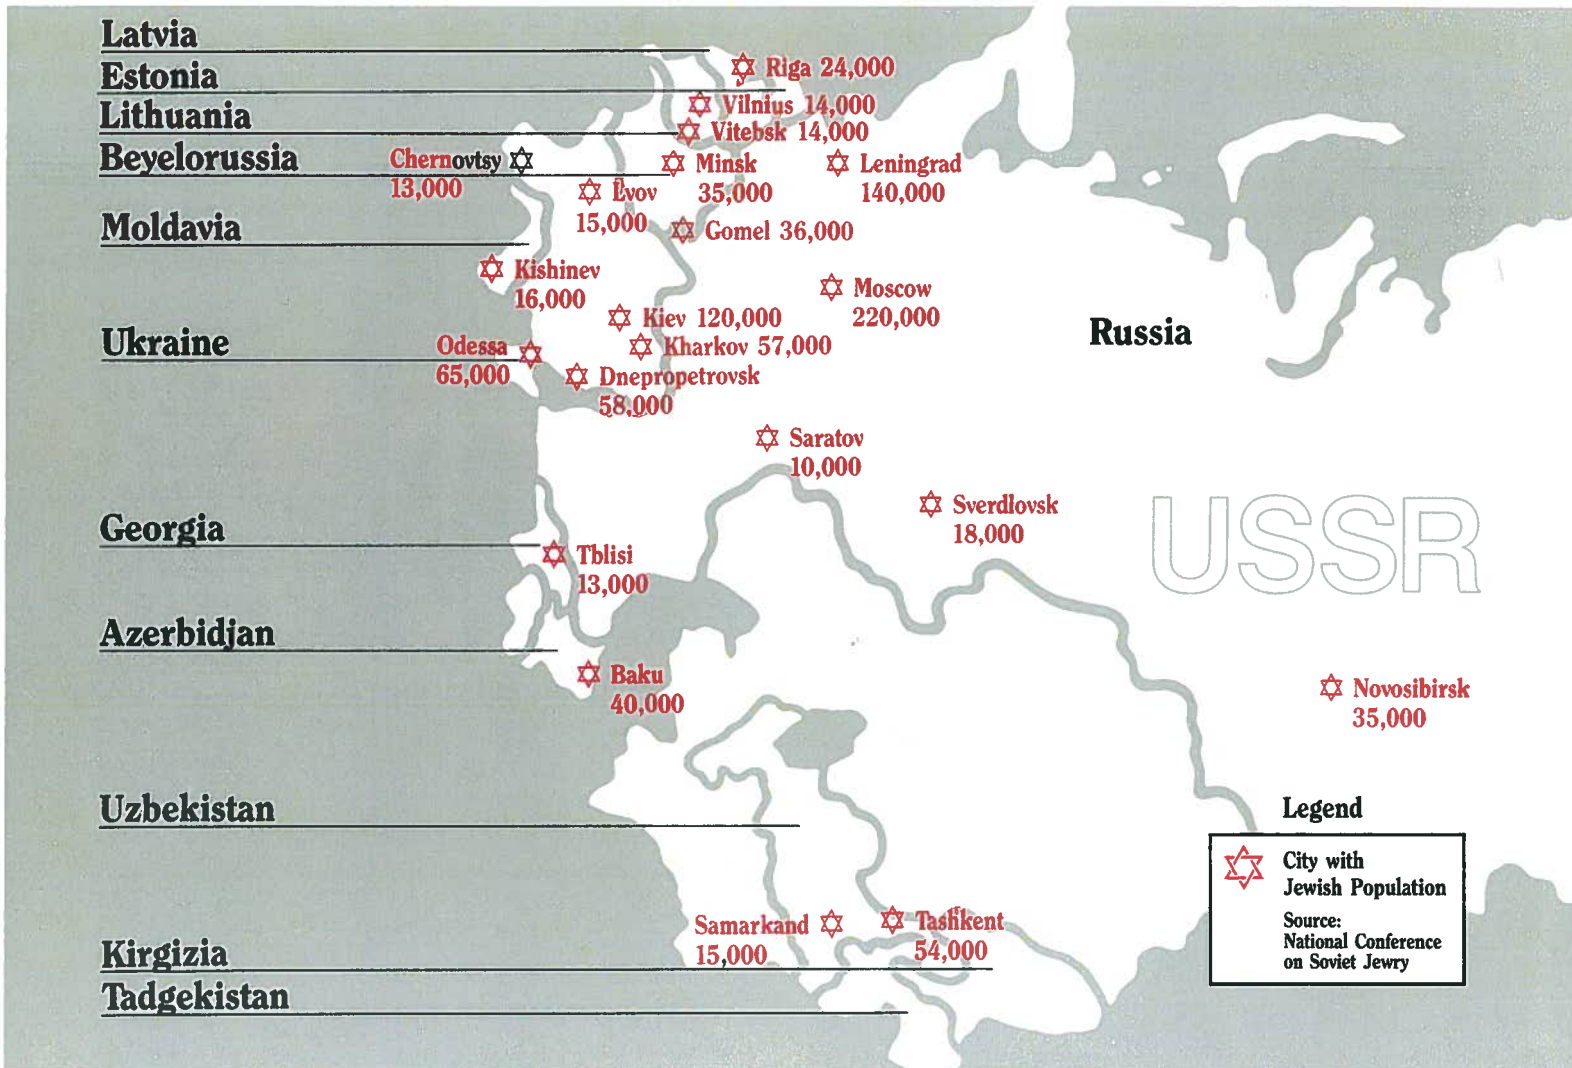 Latvia
Estonia
Lithuania
Beyelorussia
Moldavia
Ukraine
Georgia
Azerbidjan
Uzbekistan
Kirgizia
Tadgekistan
Riga 24,000
Vilnius 14,000
Vitebsk 14,000
Chernovtsy
13,000
Minsk
35,000
Leningrad
140,000
Lvov
15,000
Gomel 36,000
Kishinev
16,000
Moscow
220,000
Kiev 120,000
Kharkov 57,000
Odessa
65,000
Dnepropetrovsk
58,000
Russia
Saratov
10,000
Sverdlovsk
18,000
USSR
Tblisi
13,000
Baku
40,000
Novosibirsk
35,000
Samarkand
15,000
Tashkent
54,000
Legend
City with
Jewish Population
Source:
National Conference
on Soviet Jewry